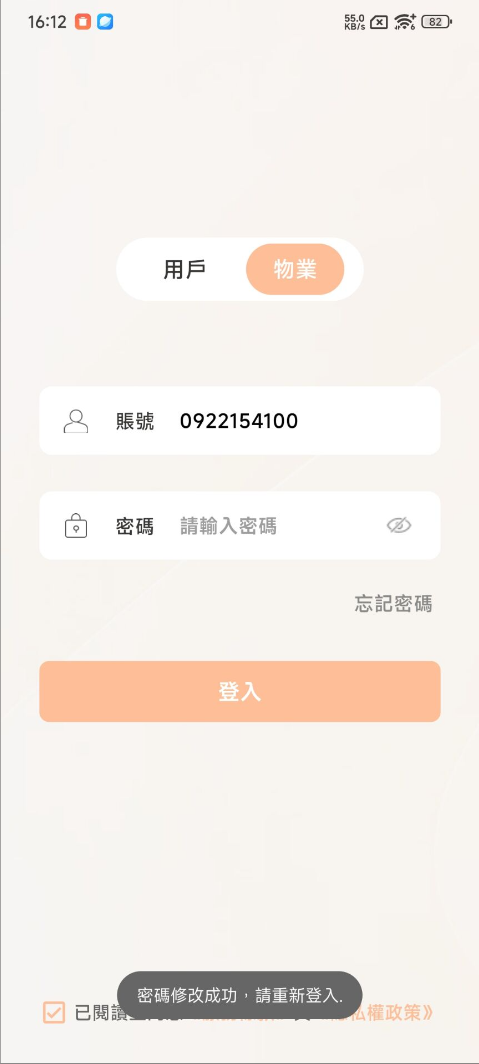 16:12
55.0 KB/s
6
82
用戶 物業
賬號 0922154100
密碼 請輸入密碼
忘記密碼
登入
密碼修改成功，請重新登入.
已閱讀 私權政策》